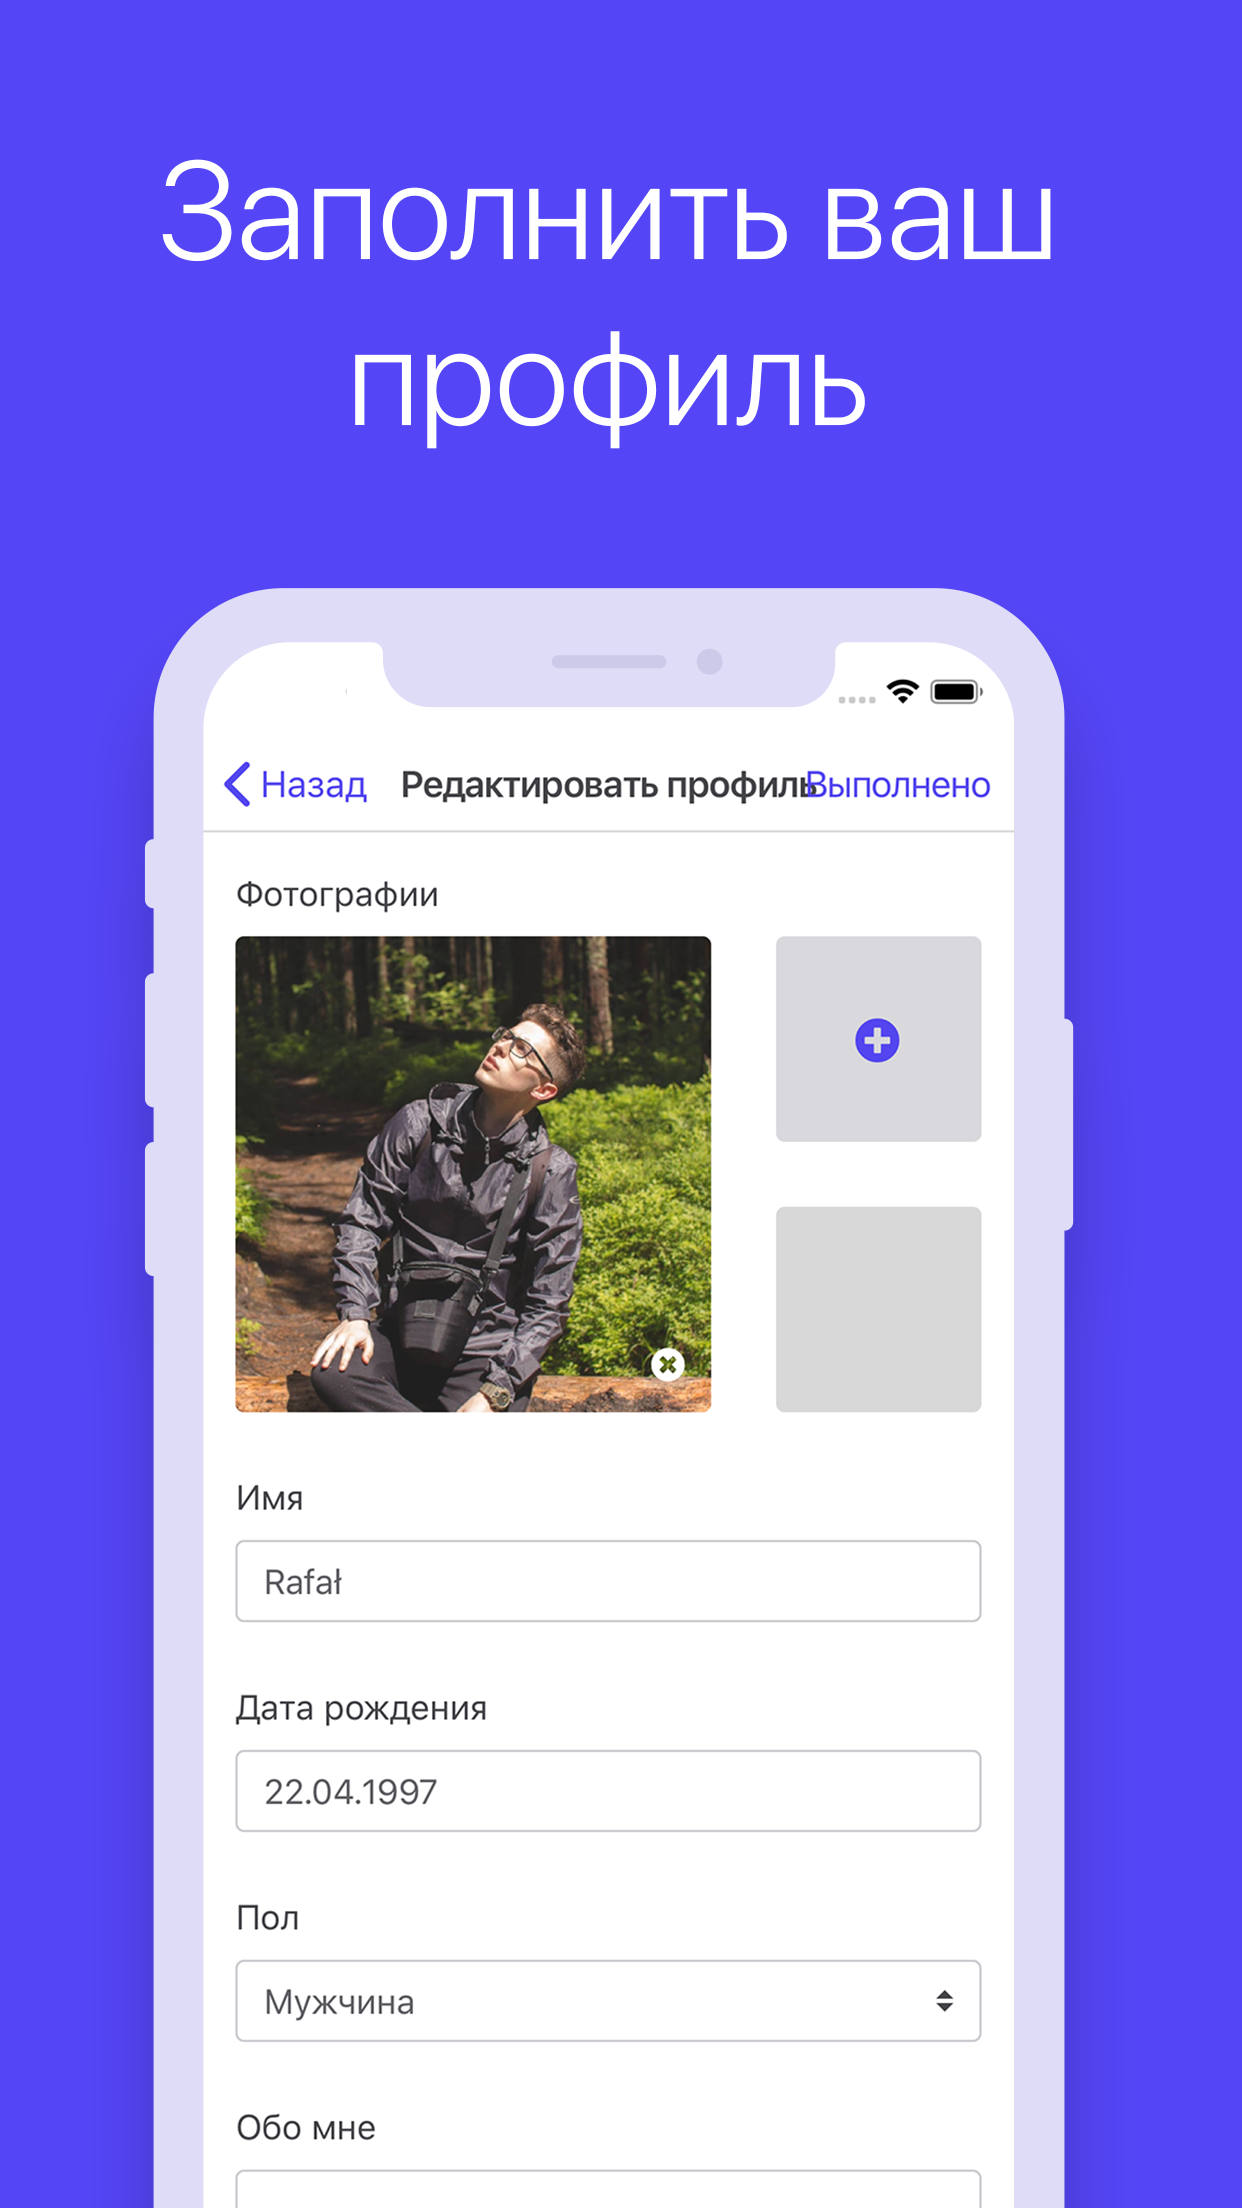 Заполнить ваш
профиль
Назад Редактировать профиль Выполнено
Фотографии
Имя
Rafał
Дата рождения
22.04.1997
Пол
Мужчина
Обо мне